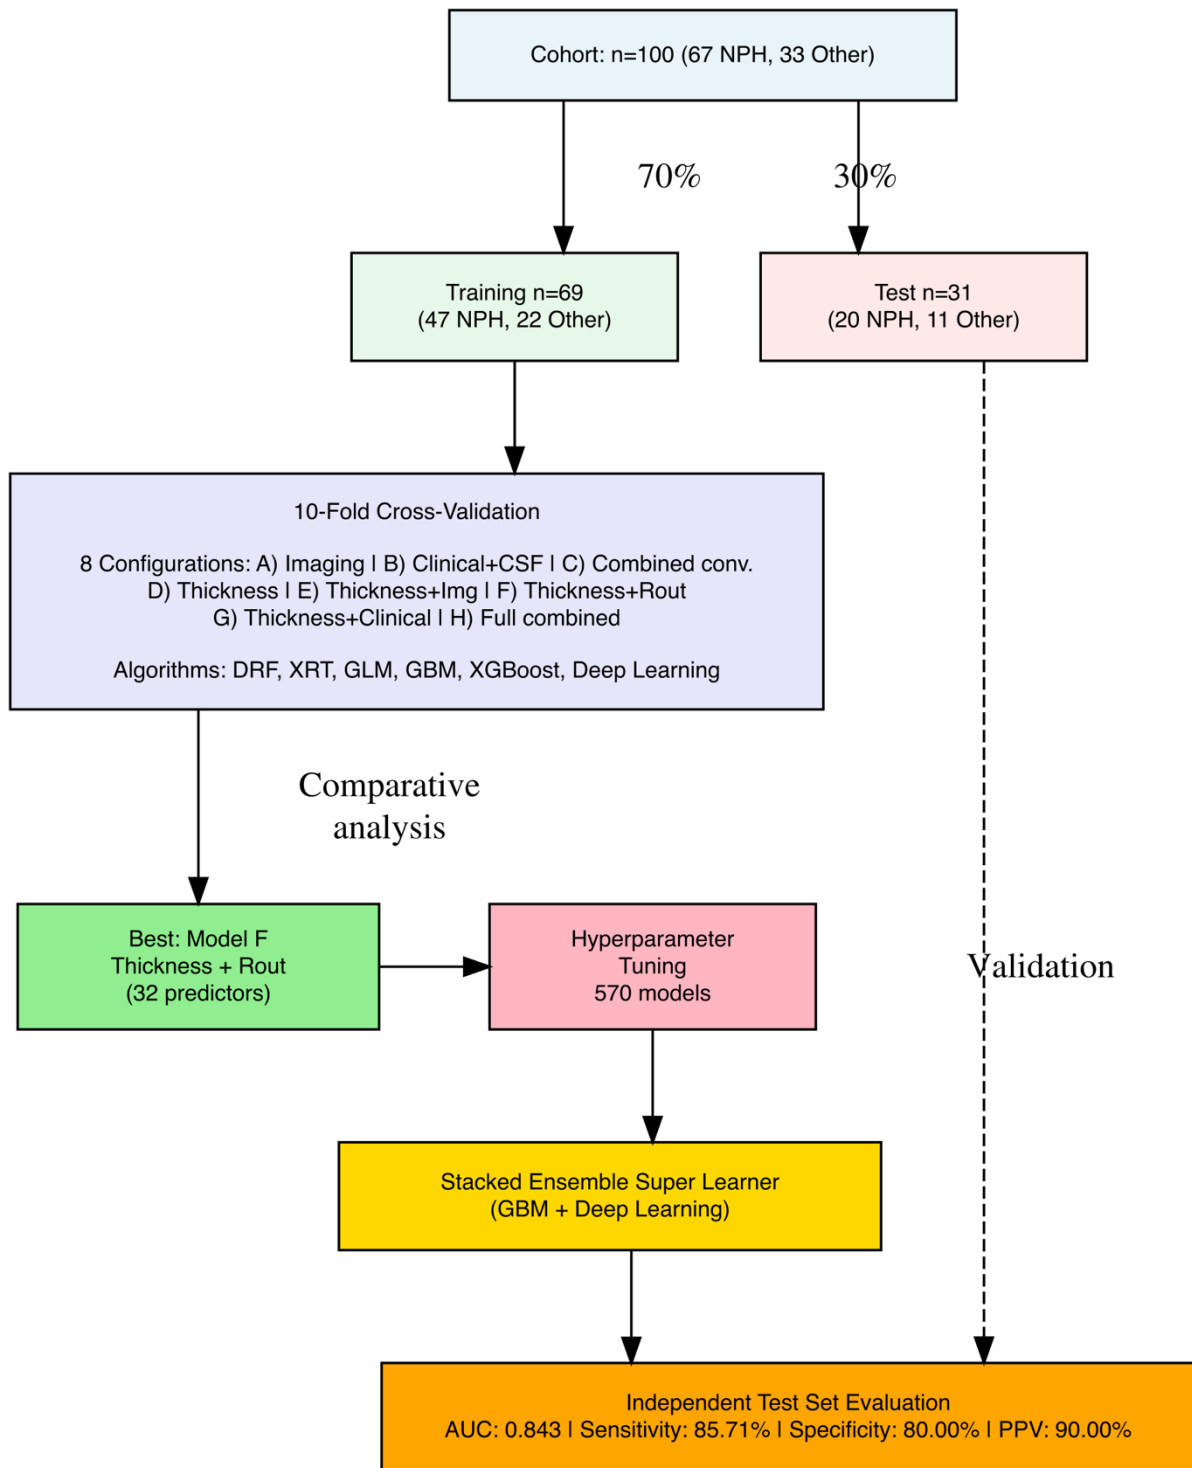 Cohort: n=100 (67 NPH, 33 Other)
70%
30%
Training n=69
(47 NPH, 22 Other)
Test n=31
(20 NPH, 11 Other)
10-Fold Cross-Validation
8 Configurations: A) Imaging | B) Clinical+CSF | C) Combined conv.
D) Thickness | E) Thickness+Img | F) Thickness+Rout
G) Thickness+Clinical | H) Full combined
Algorithms: DRF, XRT, GLM, GBM, XGBoost, Deep Learning
Comparative
analysis
Best: Model F
Thickness + Rout
(32 predictors)
Hyperparameter
Tuning
570 models
Validation
Stacked Ensemble Super Learner
(GBM + Deep Learning)
Independent Test Set Evaluation
AUC: 0.843 | Sensitivity: 85.71% | Specificity: 80.00% | PPV: 90.00%